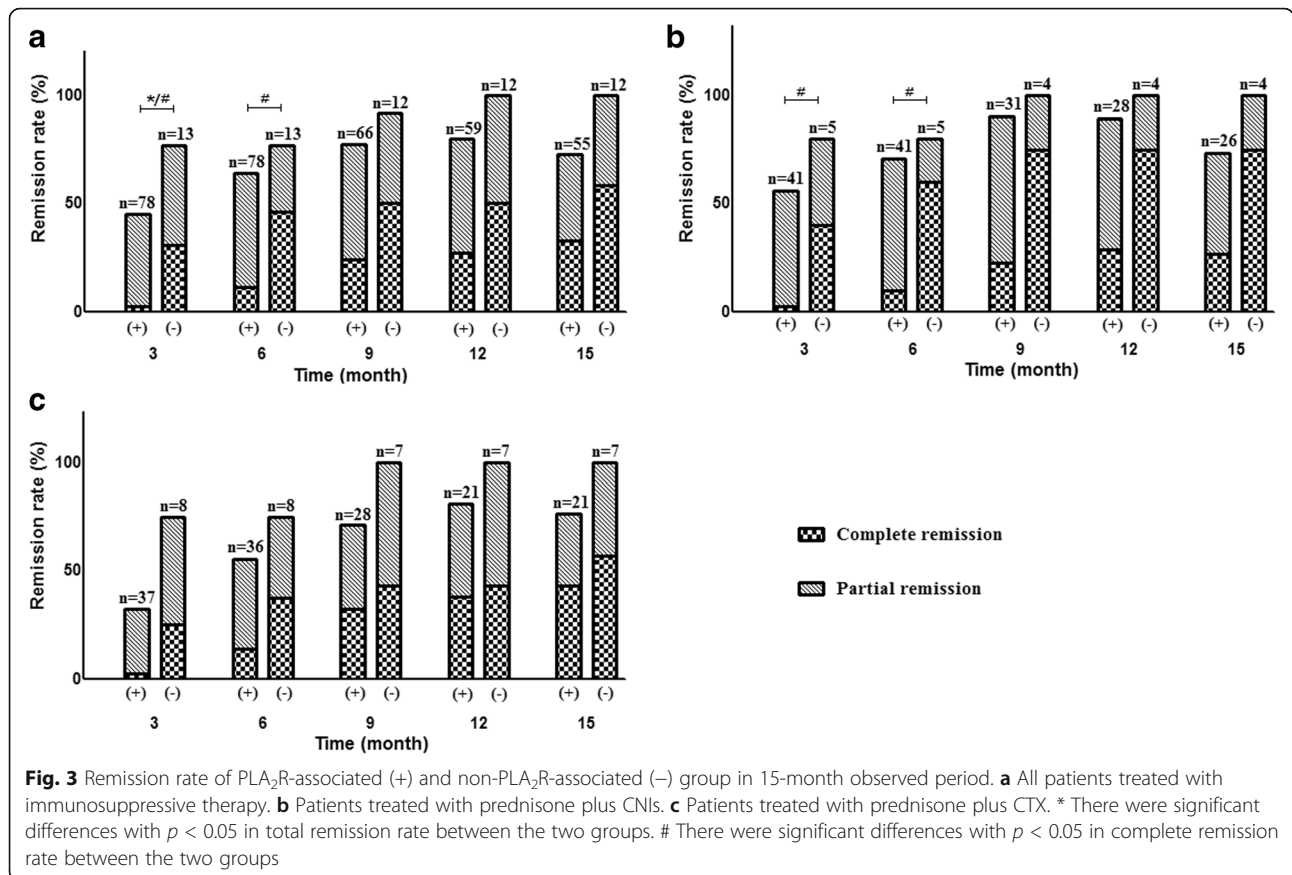 a
Remission rate (%)
100
50
0
*/#
#
n=78
n=13
n=78
n=13
n=66
n=12
n=59
n=12
n=55
n=12
(+) (-) (+) (-) (+) (-) (+) (-) (+) (-)
3 6 9 12 15
Time (month)
b
Remission rate (%)
100
50
0
#
#
n=41
n=5
n=41
n=5
n=31
n=4
n=28
n=4
n=26
n=4
(+) (-) (+) (-) (+) (-) (+) (-) (+) (-)
3 6 9 12 15
Time (month)
c
Remission rate (%)
100
50
0
n=37
n=8
n=36
n=8
n=28
n=7
n=21
n=7
n=21
n=7
(+) (-) (+) (-) (+) (-) (+) (-) (+) (-)
3 6 9 12 15
Time (month)
Complete remission
Partial remission
Fig. 3 Remission rate of PLA₂R-associated (+) and non-PLA₂R-associated (−) group in 15-month observed period. a All patients treated with
immunosuppressive therapy. b Patients treated with prednisone plus CNIs. c Patients treated with prednisone plus CTX. * There were significant
differences with p < 0.05 in total remission rate between the two groups. # There were significant differences with p < 0.05 in complete remission
rate between the two groups